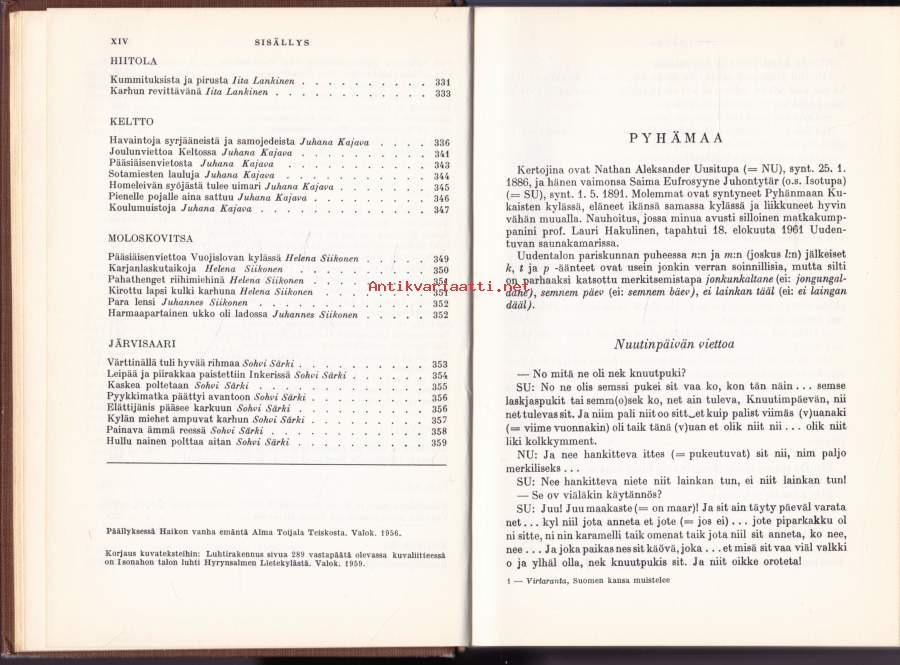 XIV SISÄLLYS
HIITOLA
Kummituksista ja pirusta Iita Lankinen . . . . . . . . . . . 331
Karhun revittävänä Iita Lankinen . . . . . . . . . . . . . 333
KELTTO
Havaintoja syrjääneistä ja samojedeista Juhana Kajava . . . . 336
Joulunviettoa Keltossa Juhana Kajava . . . . . . . . . . . 341
Pääsiäisenvietosta Juhana Kajava . . . . . . . . . . . . 343
Sotamiesten lauluja Juhana Kajava . . . . . . . . . . . . 344
Homeleivän syöjästä tulee uimari Juhana Kajava . . . . . . . 345
Pienelle pojalle aina sattuu Juhana Kajava . . . . . . . . . 346
Koulumuistoja Juhana Kajava . . . . . . . . . . . . . . 347
MOLOSKOVITSA
Pääsiäisenviettoa Vuojislovan kylässä Helena Siikonen . . . . . 349
Karjanlaskutaikoja Helena Siikonen . . . . . . . . . . . 350
Pahathenget riihimiehinä Helena Siikonen . . . . . . . . . 351
Kirottu lapsi kulki karhuna Helena Siikonen . . . . . . . . 351
Para lensi Juhannes Siikonen . . . . . . . . . . . . . . 352
Harmaapartainen ukko oli ladossa Juhannes Siikonen . . . . . 352
JÄRVISAARI
Värttinällä tuli hyvää rihmaa Sohvi Särki . . . . . . . . . . 353
Leipää ja piirakkaa paistettiin Inkerissä Sohvi Särki . . . . . . 354
Kaskea poltetaan Sohvi Särki . . . . . . . . . . . . . . 355
Pyykkimatka päättyi avantoon Sohvi Särki . . . . . . . . . 356
Elättijänis pääsee karkuun Sohvi Särki . . . . . . . . . . 356
Kylän miehet ampuvat karhun Sohvi Särki . . . . . . . . . 357
Painava ämmä reessä Sohvi Särki . . . . . . . . . . . . 358
Hullu nainen polttaa aitan Sohvi Särki . . . . . . . . . . 359
Päällyksessä Haikon vanha emäntä Alma Toijala Teiskosta. Valok. 1956.
Korjaus kuvateksteihin: Luhtirakennus sivua 289 vastapäätä olevassa kuvaliitteessä
on Isonahon talon luhti Hyrynsalmen Lietekylästä. Valok. 1959.
Antikvariaatti.net
PYHÄMAA
Kertojina ovat Nathan Aleksander Uusitupa (= NU), synt. 25. 1.
1886, ja hänen vaimonsa Saima Eufrosyyne Juhontytär (o.s. Isotupa)
(= SU), synt. 1. 5. 1891. Molemmat ovat syntyneet Pyhänmaan Ku-
kaisten kylässä, eläneet ikänsä samassa kylässä ja liikkuneet hyvin
vähän muualla. Nauhoitus, jossa minua avusti silloinen matkakump-
panini prof. Lauri Hakulinen, tapahtui 18. elokuuta 1961 Uuden-
tuvan saunakamarissa.
Uudentalon pariskunnan puheessa n:n ja m:n (joskus l:n) jälkeiset
k, t ja p -äänteet ovat usein jonkin verran soinnillisia, mutta silti
on parhaaksi katsottu merkitsemistapa jonkunkaltane (ei: jongungal-
dane), semnem päev (ei: semnem bäev), ei lainkan tääl (ei: ei laingan
dääl).
Nuutinpäivän viettoa
— No mitä ne oli nek knuutpuki?
SU: No ne olis semssi pukei sit vaa ko, kon tän näin . . . semse
laskjaspukit tai semm(o)sek ko, net ain tuleva, Knuutimpäevän, nii
net tulevas sit. Ja niim pali niit oo sitt‿et kuip palist viimäs (v)uanaki
(= viime vuonnakin) oli taik tänä (v)uan et olik niit nii . . . olik niit
liki kolkkymment.
NU: Ja nee hankitteva ittes (= pukeutuvat) sit nii, nim paljo
merkiliseks . . .
SU: Nee hankitteva niete niit lainkan tun, ei niit lainkan tun!
— Se ov viäläkin käytännös?
SU: Juu! Juu maakaste (= on maar)! Ja sit ain täyty päeväl varata
net . . . kyl niil jota anneta et jote (= jos ei) . . . jote piparkakku ol
ni sitte, ni nin karamelli taik omenat taik jota niil sit anneta, ko nee,
nee . . . Ja joka paikas nes sit käövä, joka . . . et misä sit vaa viäl valkki
o ja ylhäl olla, nek knuutpukis sit. Ja niit oikke oroteta!
1 — Virtaranta, Suomen kansa muistelee